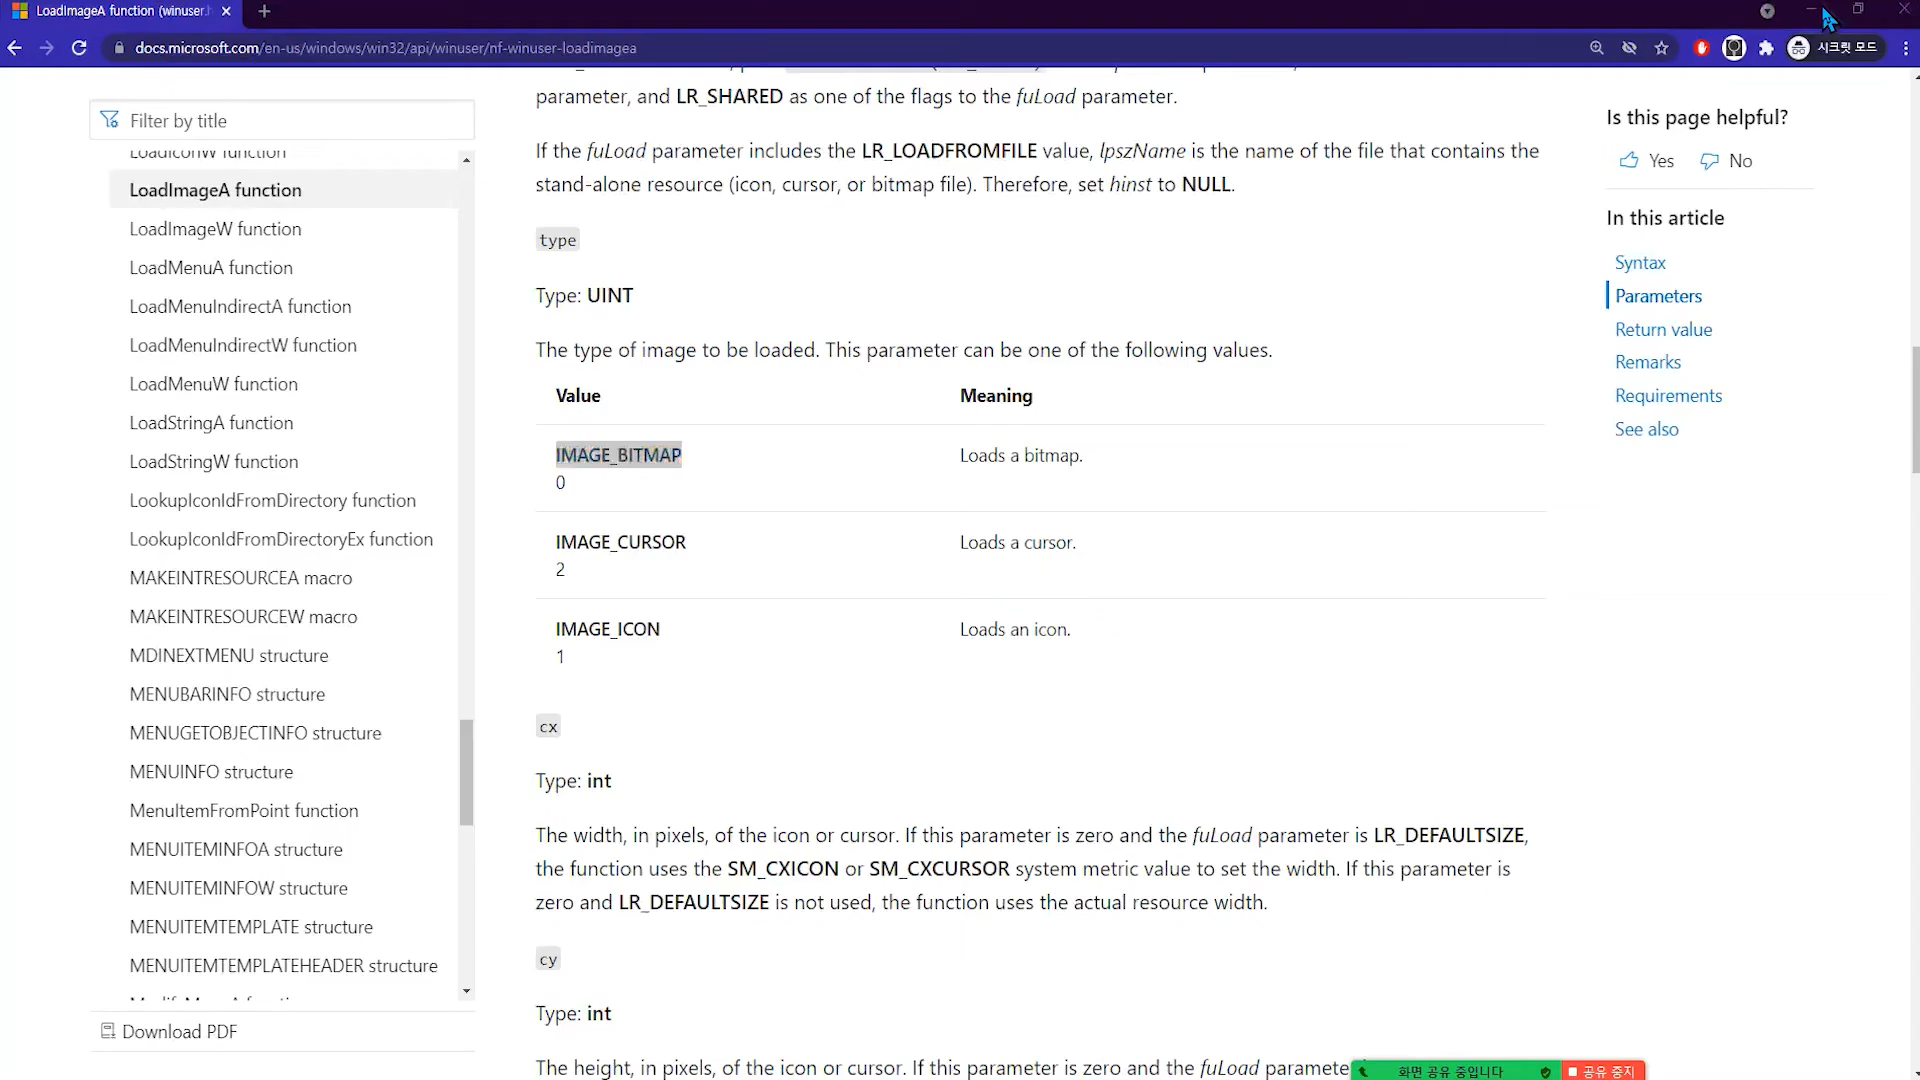 LoadImageA function (winuser.h
docs.microsoft.com/en-us/windows/win32/api/winuser/nf-winuser-loadimagea
시크릿 모드
Filter by title
LoadIconW function
LoadImageA function
LoadImageW function
LoadMenuA function
LoadMenuIndirectA function
LoadMenuIndirectW function
LoadMenuW function
LoadStringA function
LoadStringW function
LookupIconIdFromDirectory function
LookupIconIdFromDirectoryEx function
MAKEINTRESOURCEA macro
MAKEINTRESOURCEW macro
MDINEXTMENU structure
MENUBARINFO structure
MENUGETOBJECTINFO structure
MENUINFO structure
MenuItemFromPoint function
MENUITEMINFOA structure
MENUITEMINFOW structure
MENUITEMTEMPLATE structure
MENUITEMTEMPLATEHEADER structure
Download PDF
parameter, and LR_SHARED as one of the flags to the fuLoad parameter.
If the fuLoad parameter includes the LR_LOADFROMFILE value, lpszName is the name of the file that contains the
stand-alone resource (icon, cursor, or bitmap file). Therefore, set hinst to NULL.
type
Type: UINT
The type of image to be loaded. This parameter can be one of the following values.
Value Meaning
IMAGE_BITMAP Loads a bitmap.
0
IMAGE_CURSOR Loads a cursor.
2
IMAGE_ICON Loads an icon.
1
cx
Type: int
The width, in pixels, of the icon or cursor. If this parameter is zero and the fuLoad parameter is LR_DEFAULTSIZE,
the function uses the SM_CXICON or SM_CXCURSOR system metric value to set the width. If this parameter is
zero and LR_DEFAULTSIZE is not used, the function uses the actual resource width.
cy
Type: int
The height, in pixels, of the icon or cursor. If this parameter is zero and the fuLoad paramete
Is this page helpful?
Yes No
In this article
Syntax
Parameters
Return value
Remarks
Requirements
See also
화면 공유 중입니다 공유 중지